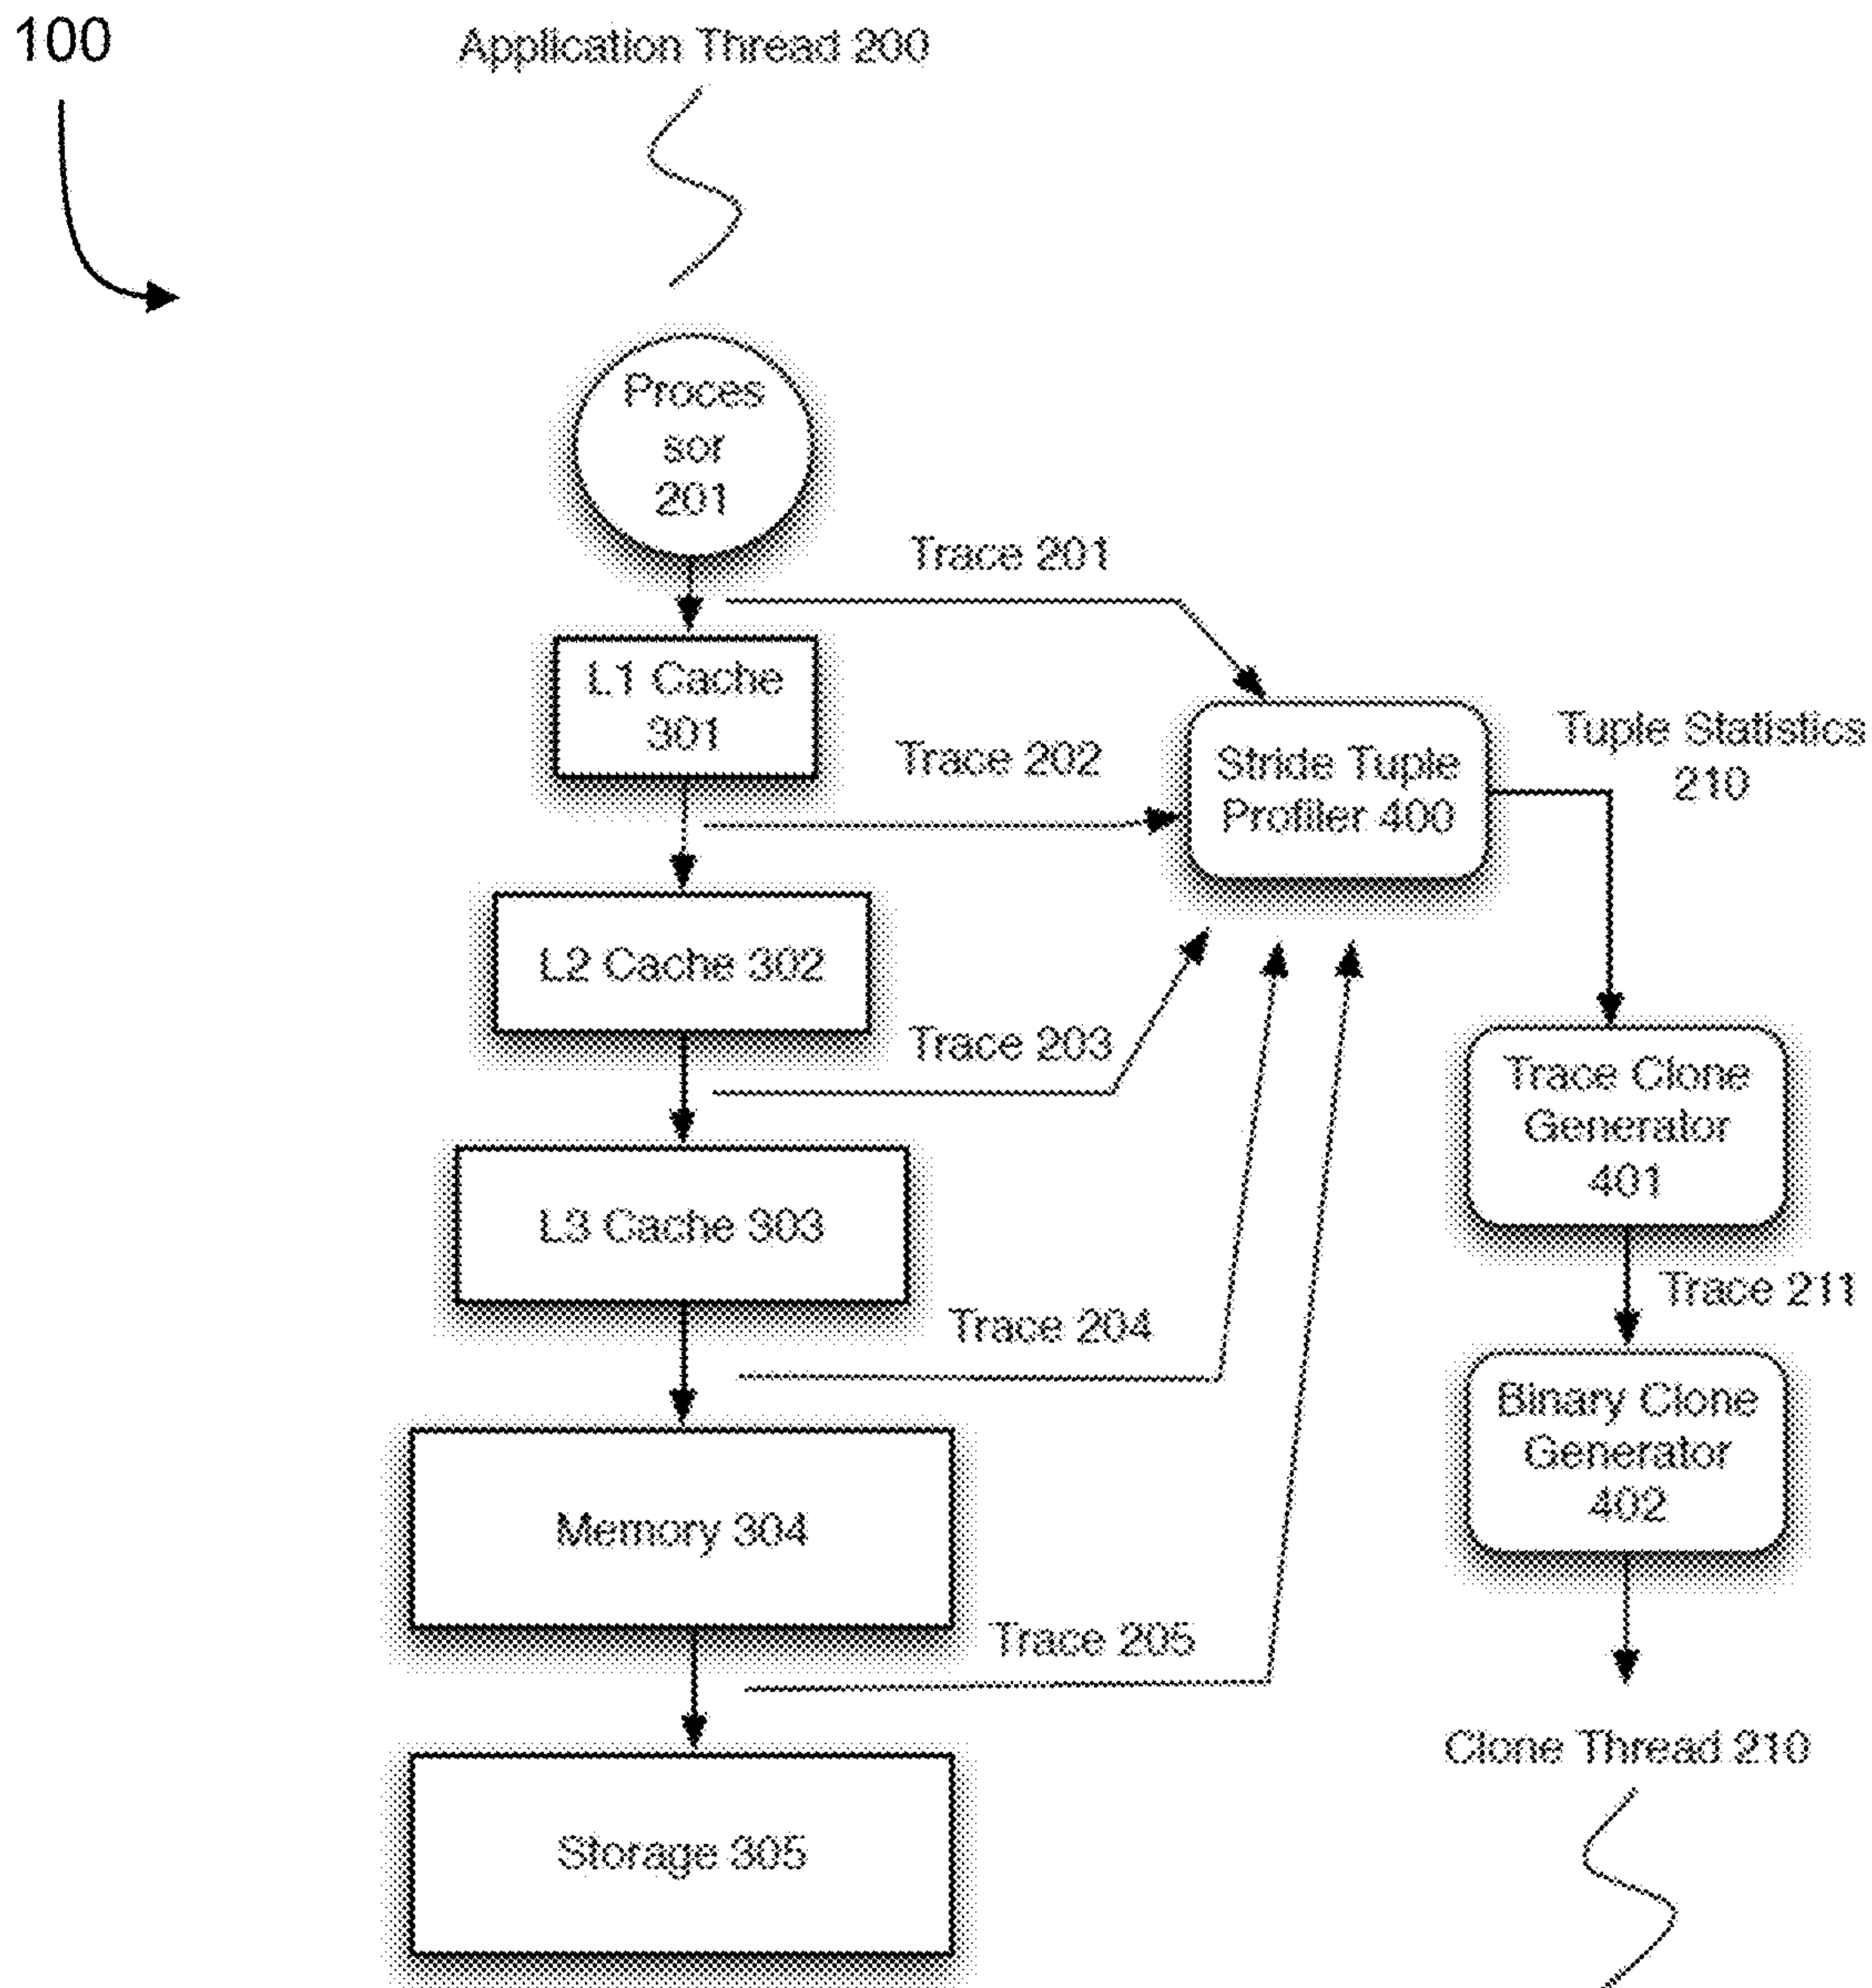 100
Application Thread 200
Proces
sor
201
Trace 201
L1 Cache
301
Trace 202
Stride Tuple
Profiler 400
Tuple Statistics
210
L2 Cache 302
Trace 203
Trace Clone
Generator
401
L3 Cache 303
Trace 211
Trace 204
Binary Clone
Generator
402
Memory 304
Trace 205
Clone Thread 210
Storage 305